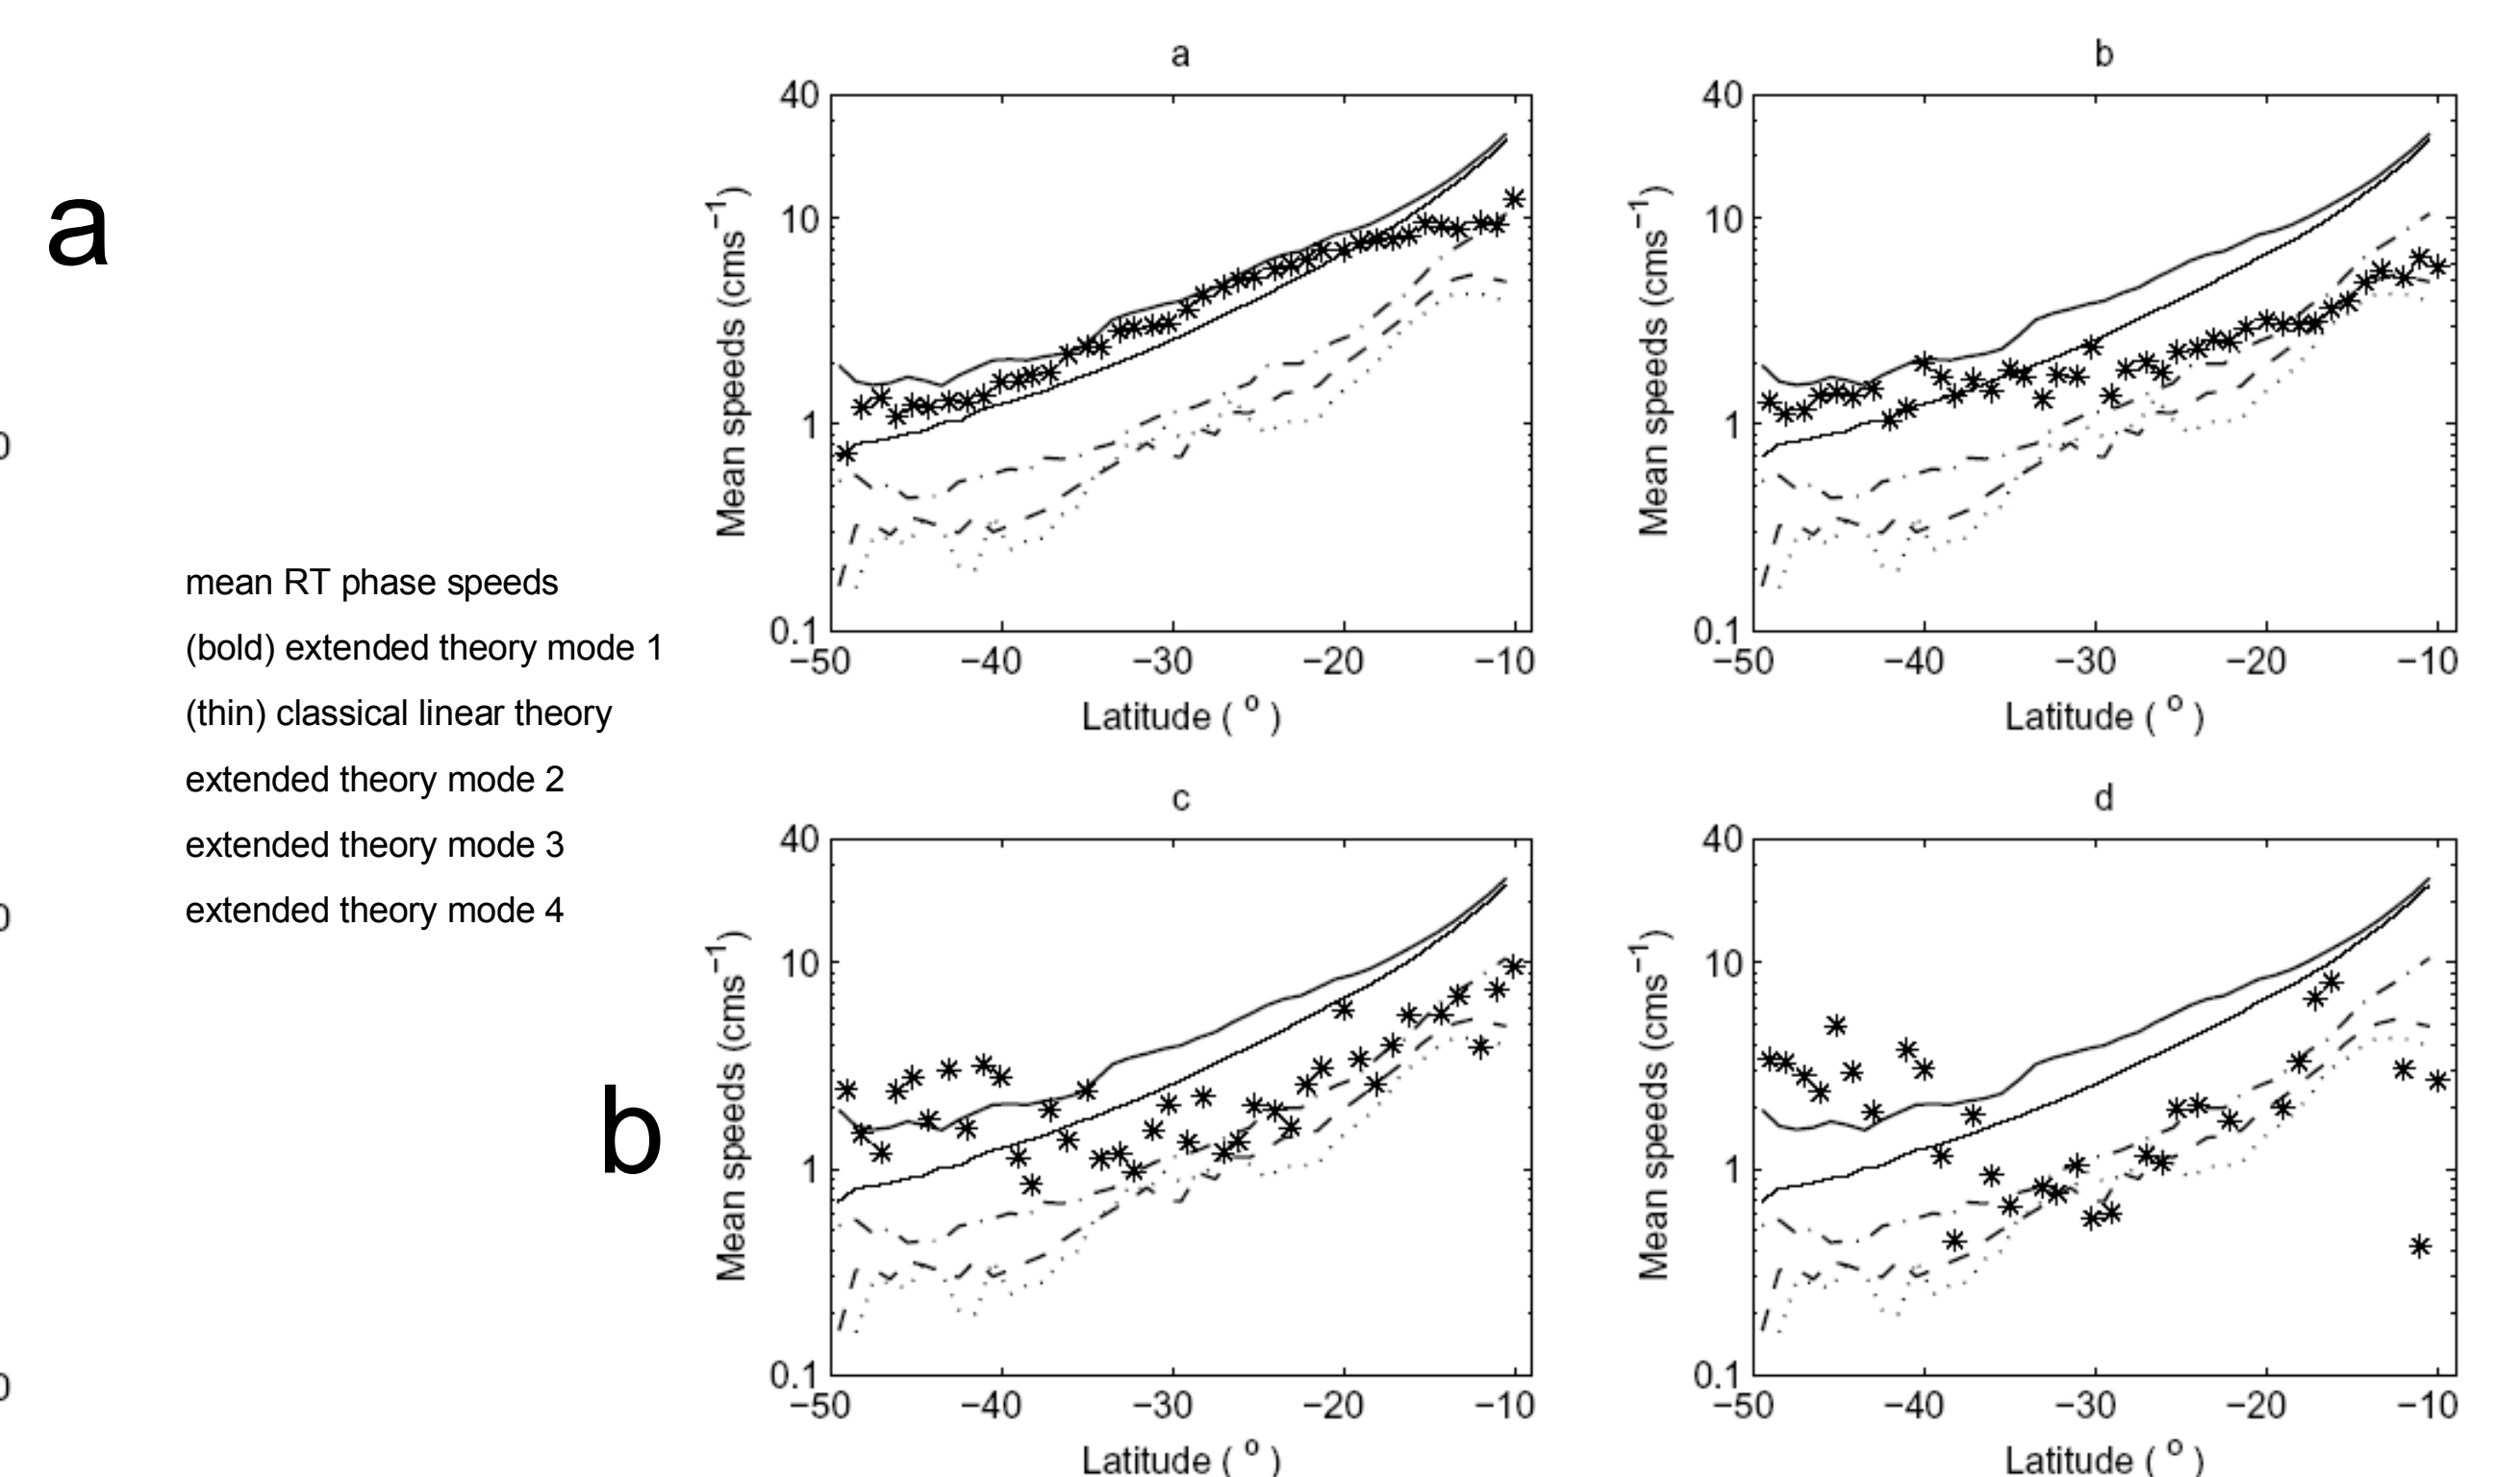 a
mean RT phase speeds
(bold) extended theory mode 1
(thin) classical linear theory
extended theory mode 2
extended theory mode 3
extended theory mode 4
b
0
0
0
a
40
10
1
0.1
−50 −40 −30 −20 −10
Mean speeds (cms⁻¹)
Latitude ( ° )
b
40
10
1
0.1
−50 −40 −30 −20 −10
Mean speeds (cms⁻¹)
Latitude ( ° )
c
40
10
1
0.1
−50 −40 −30 −20 −10
Mean speeds (cms⁻¹)
Latitude ( ° )
d
40
10
1
0.1
−50 −40 −30 −20 −10
Mean speeds (cms⁻¹)
Latitude ( ° )